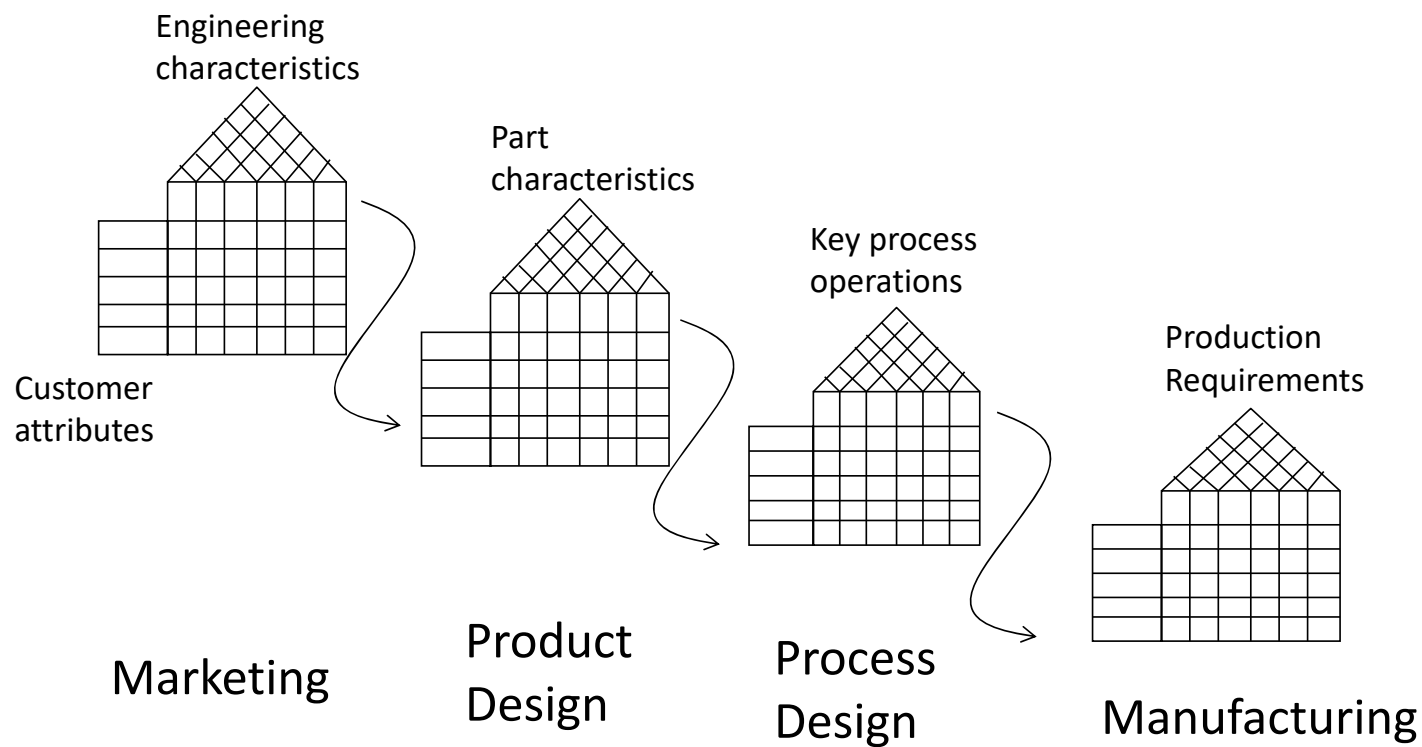 Engineering
characteristics
Part
characteristics
Key process
operations
Production
Requirements
Customer
attributes
Marketing
Product
Design
Process
Design
Manufacturing